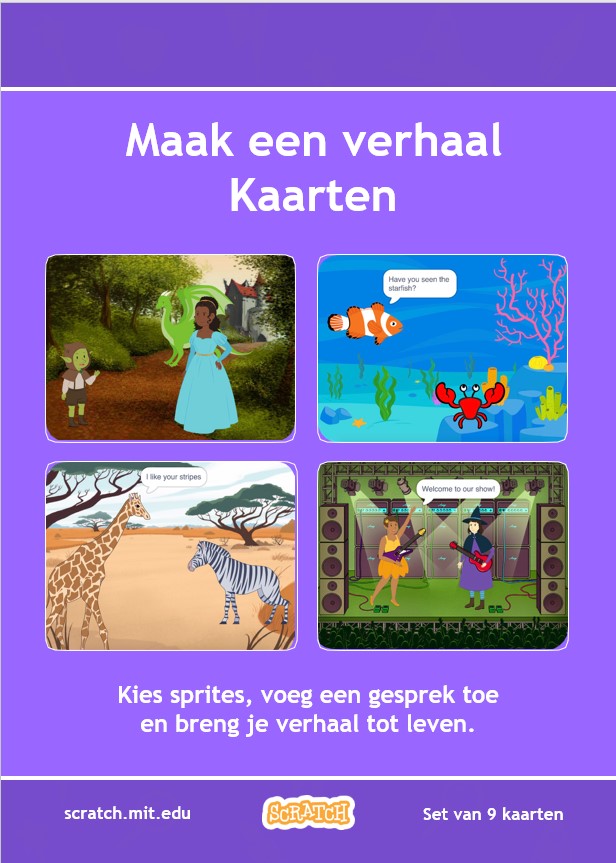 Maak een verhaal
Kaarten
Have you seen the
starfish?
I like your stripes
Welcome to our show!
Kies sprites, voeg een gesprek toe
en breng je verhaal tot leven.
scratch.mit.edu
SCRATCH
Set van 9 kaarten